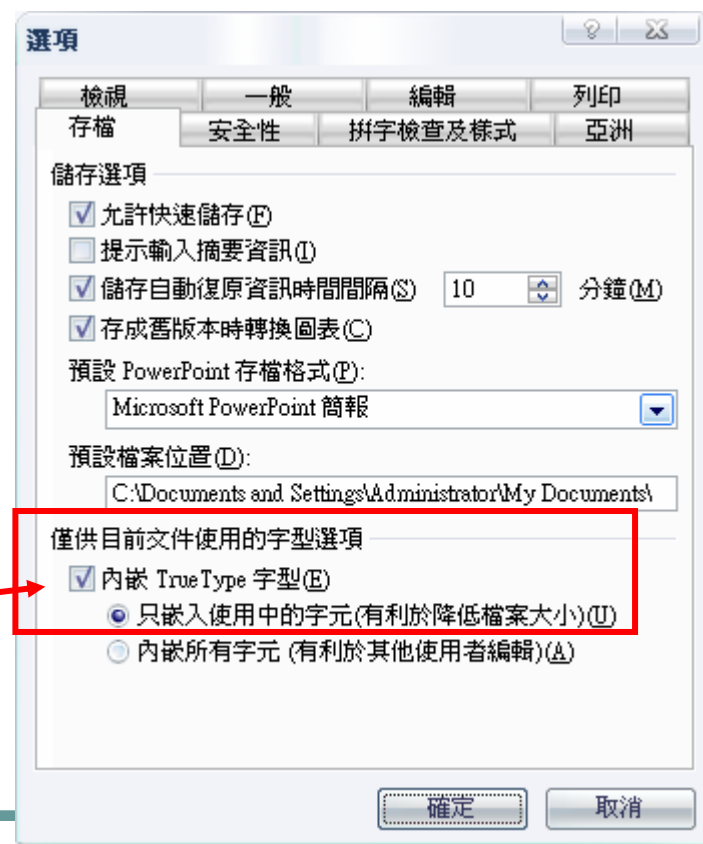 選項
檢視 一般 編輯 列印
存檔 安全性 拼字檢查及樣式 亞洲
儲存選項
允許快速儲存(F)
提示輸入摘要資訊(I)
儲存自動復原資訊時間間隔(S) 10 分鐘(M)
存成舊版本時轉換圖表(C)
預設 PowerPoint 存檔格式(P):
Microsoft PowerPoint 簡報
預設檔案位置(D):
C:\Documents and Settings\Administrator\My Documents\
僅供目前文件使用的字型選項
內嵌 TrueType 字型(E)
只嵌入使用中的字元(有利於降低檔案大小)(U)
內嵌所有字元 (有利於其他使用者編輯)(A)
確定 取消